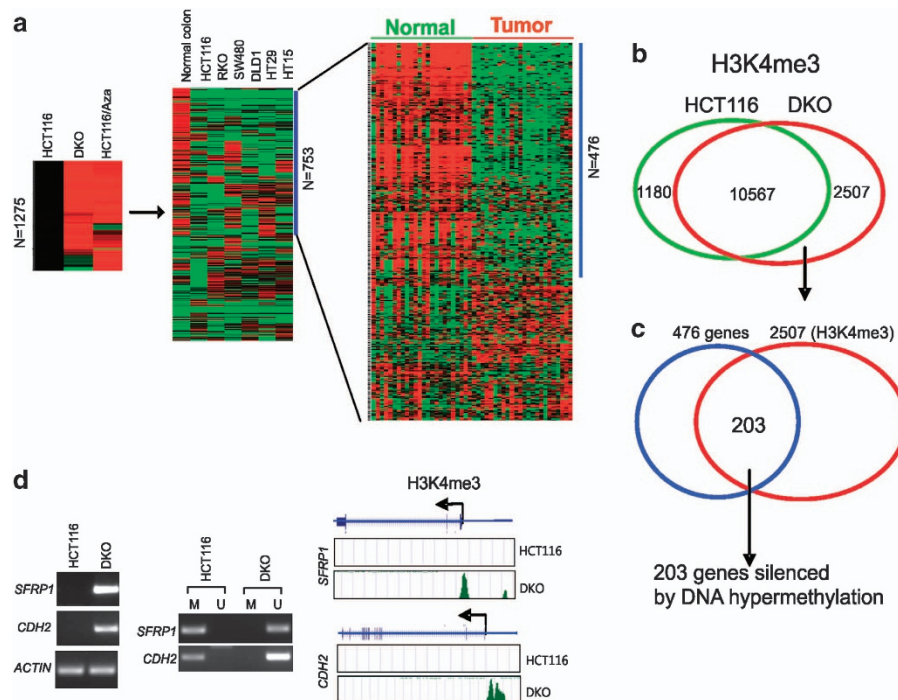 a
Normal Tumor
Normal colon
HCT116
RKO
SW480
DLD1
HT29
HT15
HCT116
DKO
HCT116/Aza
N=1275
N=753
N=476
b
H3K4me3
HCT116 DKO
1180 10567 2507
c
476 genes 2507 (H3K4me3)
203
203 genes silenced
by DNA hypermethylation
d
HCT116
DKO
SFRP1
CDH2
ACTIN
HCT116 DKO
M U M U
SFRP1
CDH2
H3K4me3
SFRP1
HCT116
DKO
CDH2
HCT116
DKO